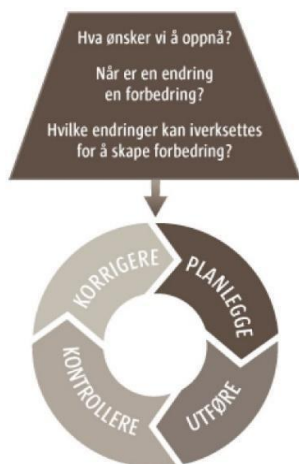 Hva ønsker vi å oppnå?
Når er en endring
en forbedring?
Hvilke endringer kan iverksettes
for å skape forbedring?
PLANLEGGE
UTFØRE
KONTROLLERE
KORRIGERE